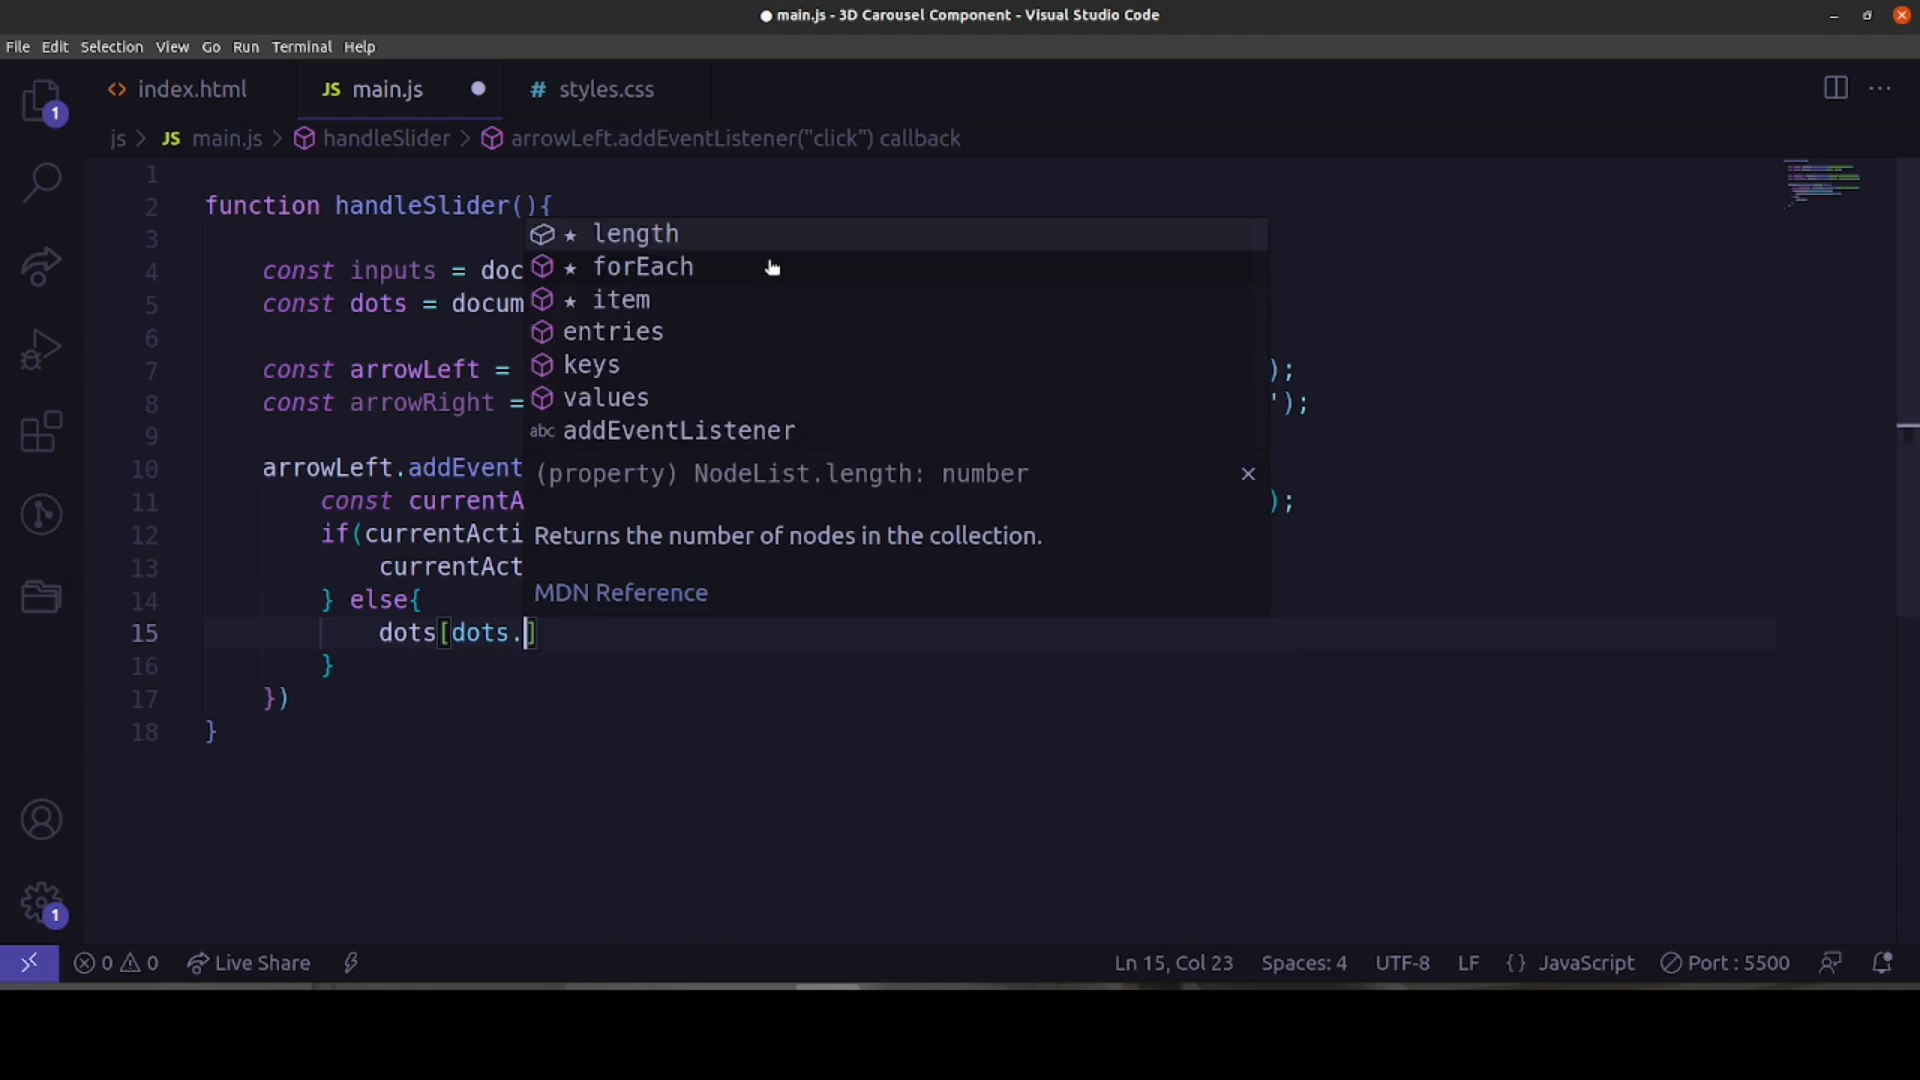 main.js - 3D Carousel Component - Visual Studio Code
File Edit Selection View Go Run Terminal Help
<> index.html JS main.js # styles.css
js > JS main.js > handleSlider > arrowLeft.addEventListener("click") callback
1
2 function handleSlider(){
3 ★ length
4 const inputs = doc ★ forEach
5 const dots = docum ★ item
6 entries
7 const arrowLeft = keys );
8 const arrowRight = values ');
9 abc addEventListener
10 arrowLeft.addEvent (property) NodeList.length: number ×
11 const currentA );
12 if(currentActi Returns the number of nodes in the collection.
13 currentAct
14 } else{ MDN Reference
15 dots[dots.]
16 }
17 })
18 }
1
1
0 0 Live Share Ln 15, Col 23 Spaces: 4 UTF-8 LF {} JavaScript Port : 5500